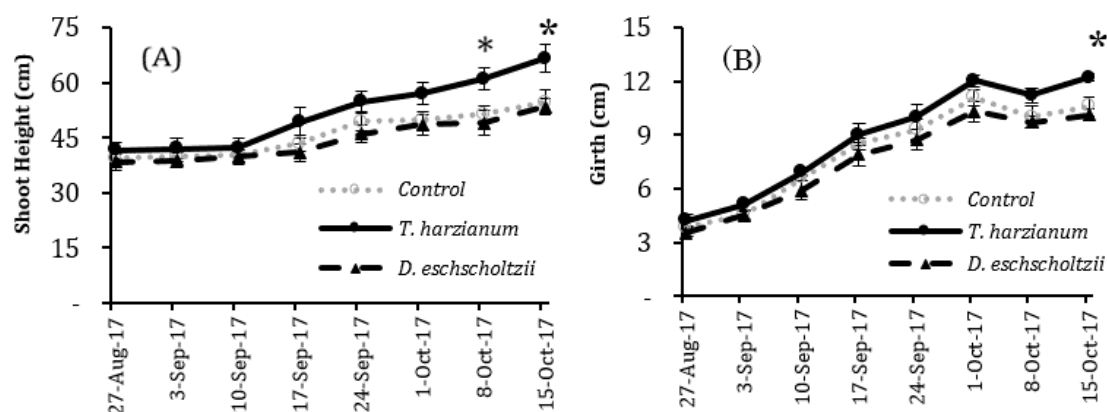 (A)
*
*
Shoot Height (cm)
75
60
45
30
15
-
Control
T. harzianum
D. eschscholtzii
27-Aug-17
3-Sep-17
10-Sep-17
17-Sep-17
24-Sep-17
1-Oct-17
8-Oct-17
15-Oct-17
(B)
*
Girth (cm)
15
12
9
6
3
-
Control
T. harzianum
D. eschscholtzii
27-Aug-17
3-Sep-17
10-Sep-17
17-Sep-17
24-Sep-17
1-Oct-17
8-Oct-17
15-Oct-17